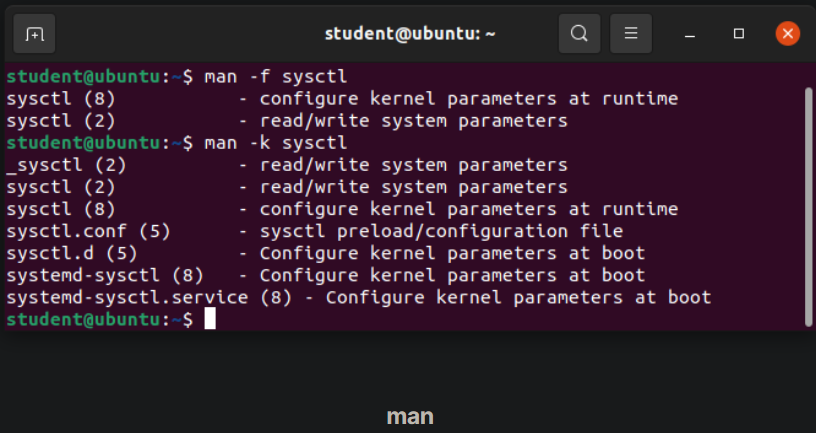 student@ubuntu: ~
student@ubuntu:~$ man -f sysctl
sysctl (8)           - configure kernel parameters at runtime
sysctl (2)           - read/write system parameters
student@ubuntu:~$ man -k sysctl
_sysctl (2)          - read/write system parameters
sysctl (2)           - read/write system parameters
sysctl (8)           - configure kernel parameters at runtime
sysctl.conf (5)      - sysctl preload/configuration file
sysctl.d (5)         - Configure kernel parameters at boot
systemd-sysctl (8)   - Configure kernel parameters at boot
systemd-sysctl.service (8) - Configure kernel parameters at boot
student@ubuntu:~$
man